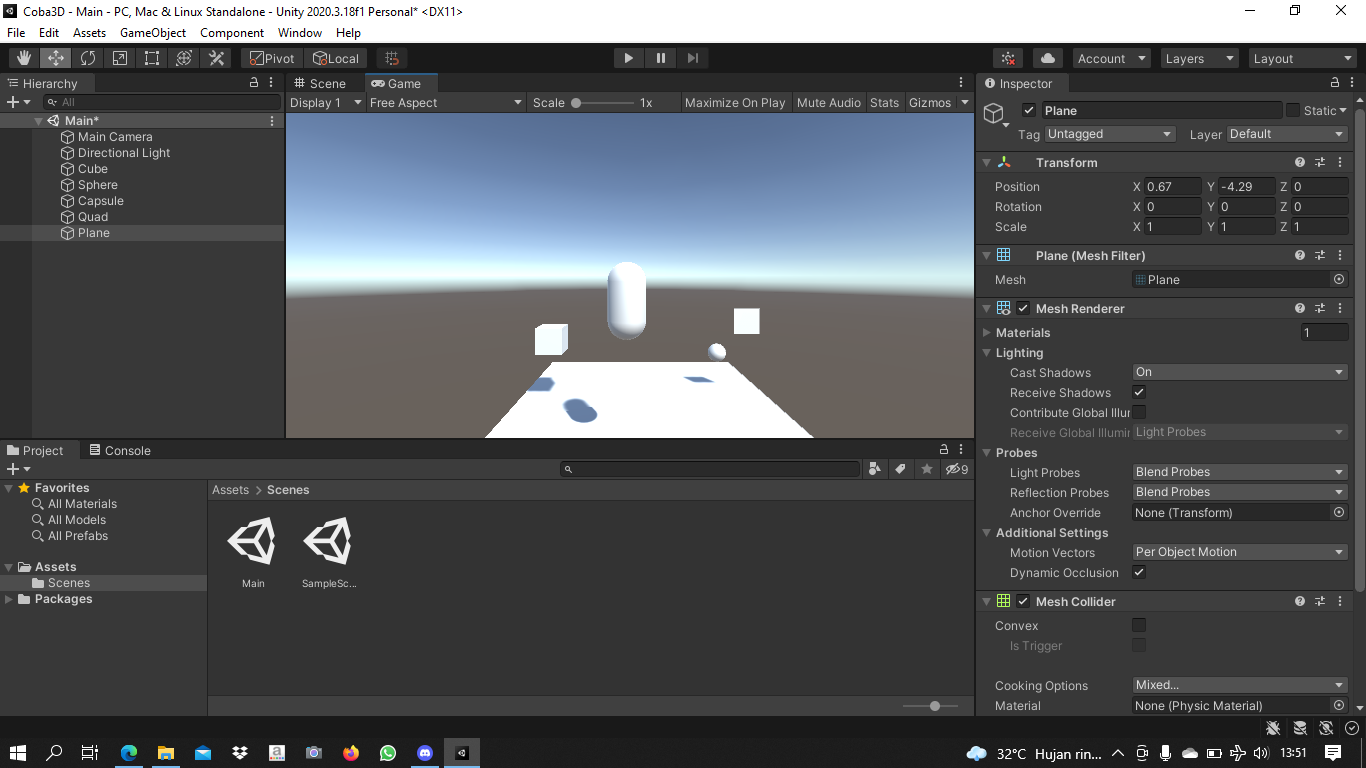 Coba3D - Main - PC, Mac & Linux Standalone - Unity 2020.3.18f1 Personal* <DX11>
File Edit Assets GameObject Component Window Help
Pivot Local Account Layers Layout
Hierarchy
All
Main*
Main Camera
Directional Light
Cube
Sphere
Capsule
Quad
Plane
Scene Game
Display 1 Free Aspect Scale 1x Maximize On Play Mute Audio Stats Gizmos
Inspector
Plane Static
Tag Untagged Layer Default
Transform
Position X 0.67 Y -4.29 Z 0
Rotation X 0 Y 0 Z 0
Scale X 1 Y 1 Z 1
Plane (Mesh Filter)
Mesh Plane
Mesh Renderer
Materials 1
Lighting
Cast Shadows On
Receive Shadows
Contribute Global Illur
Receive Global Illumin Light Probes
Probes
Light Probes Blend Probes
Reflection Probes Blend Probes
Anchor Override None (Transform)
Additional Settings
Motion Vectors Per Object Motion
Dynamic Occlusion
Mesh Collider
Convex
Is Trigger
Cooking Options Mixed...
Material None (Physic Material)
Project Console
9
Favorites
All Materials
All Models
All Prefabs
Assets
Scenes
Packages
Assets > Scenes
Main SampleSc...
32°C Hujan rin... 13:51